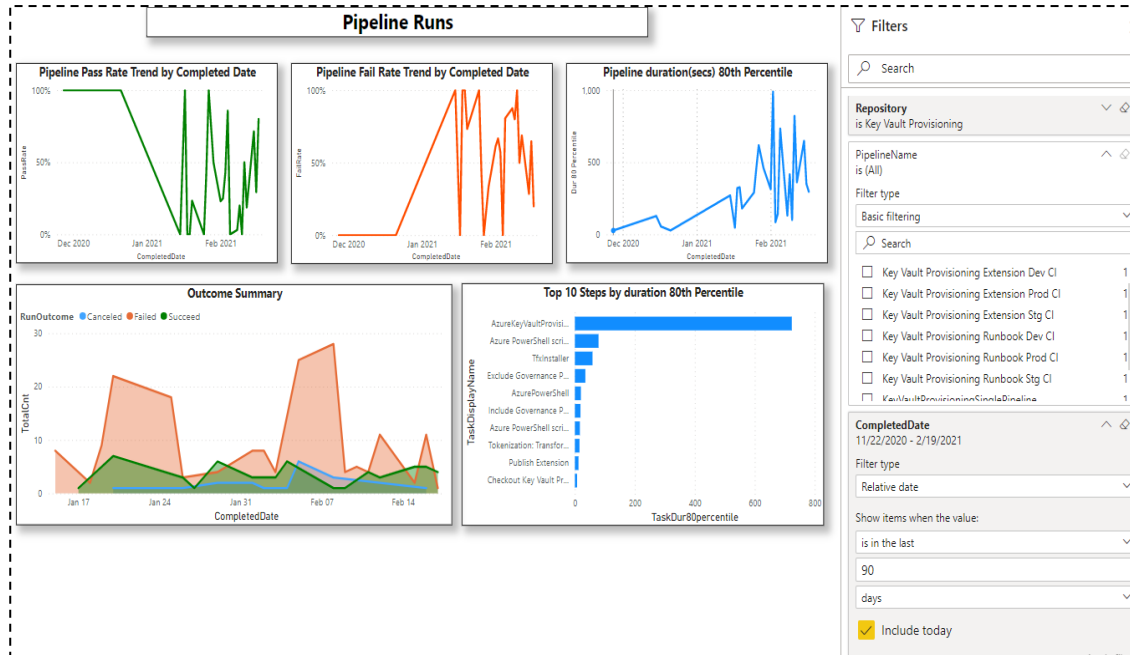 Pipeline Runs
Pipeline Pass Rate Trend by Completed Date
100%
50%
0%
PassRate
Dec 2020 Jan 2021 Feb 2021
CompletedDate
Pipeline Fail Rate Trend by Completed Date
100%
50%
0%
FailRate
Dec 2020 Jan 2021 Feb 2021
CompletedDate
Pipeline duration(secs) 80th Percentile
1,000
500
0
Dur 80 Percentile
Dec 2020 Jan 2021 Feb 2021
CompletedDate
Outcome Summary
RunOutcome Canceled Failed Succeed
30
20
10
0
TotalCnt
Jan 17 Jan 24 Jan 31 Feb 07 Feb 14
CompletedDate
Top 10 Steps by duration 80th Percentile
TaskDisplayName
AzureKeyVaultProvisi...
Azure PowerShell scri...
TfxInstaller
Exclude Governance P...
AzurePowerShell
Include Governance P...
Azure PowerShell scri...
Tokenization: Transfor...
Publish Extension
Checkout Key Vault Pr...
0 200 400 600 800
TaskDur80percentile
Filters
Search
Repository
is Key Vault Provisioning
PipelineName
is (All)
Filter type
Basic filtering
Search
Key Vault Provisioning Extension Dev CI 1
Key Vault Provisioning Extension Prod CI 1
Key Vault Provisioning Extension Stg CI 1
Key Vault Provisioning Runbook Dev CI 1
Key Vault Provisioning Runbook Prod CI 1
Key Vault Provisioning Runbook Stg CI 1
KeyVaultProvisioningSinglePipeline 1
CompletedDate
11/22/2020 - 2/19/2021
Filter type
Relative date
Show items when the value:
is in the last
90
days
Include today